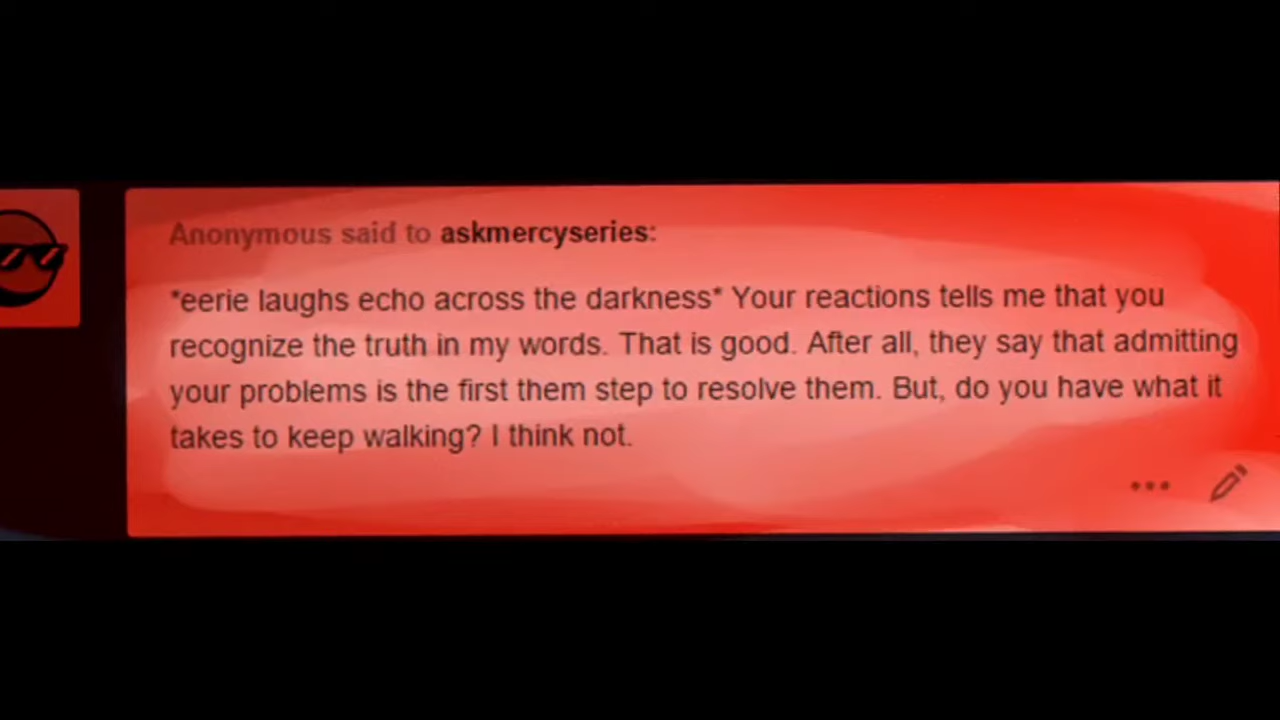 Anonymous said to askmercyseries:
*eerie laughs echo across the darkness* Your reactions tells me that you
recognize the truth in my words. That is good. After all, they say that admitting
your problems is the first them step to resolve them. But, do you have what it
takes to keep walking? I think not.